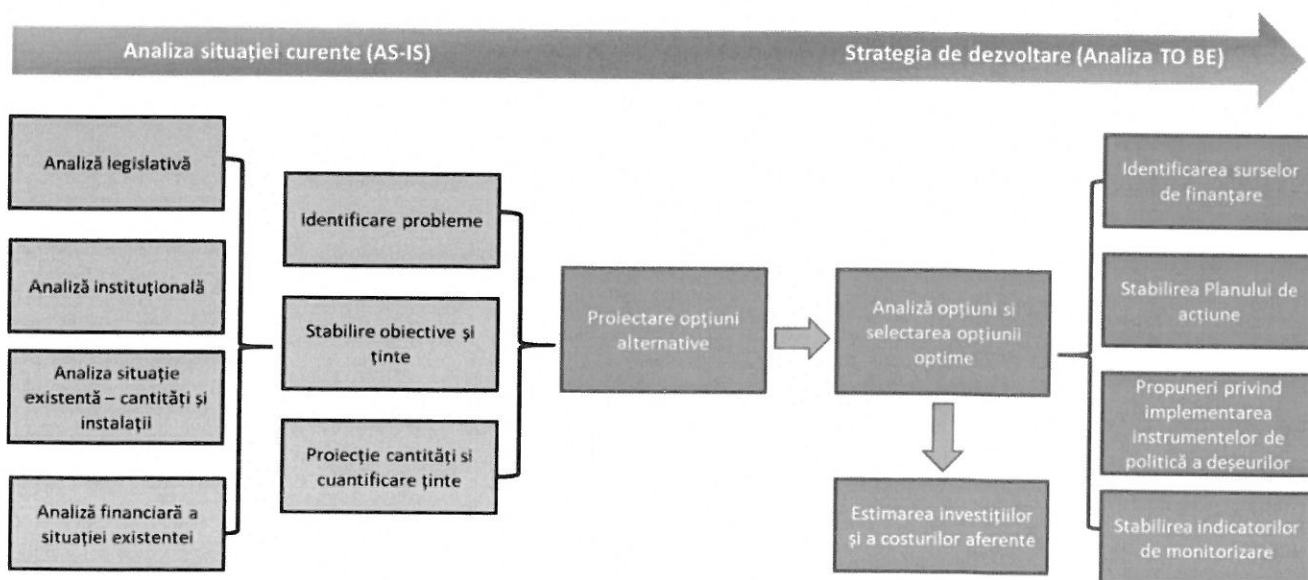 Analiza situației curente (AS-IS)
Strategia de dezvoltare (Analiza TO BE)
Analiză legislativă
Analiză instituțională
Analiza situație
existentă – cantități și
instalații
Analiză financiară a
situației existentei
Identificare probleme
Stabilire obiective și
ținte
Proiecție cantități si
cuantificare ținte
Proiectare opțiuni
alternative
Analiză opțiuni si
selectarea opțiunii
optime
Estimarea investițiilor
și a costurilor aferente
Identificarea surselor
de finanțare
Stabilirea Planului de
acțiune
Propuneri privind
implementarea
instrumentelor de
politică a deșeurilor
Stabilirea indicatorilor
de monitorizare